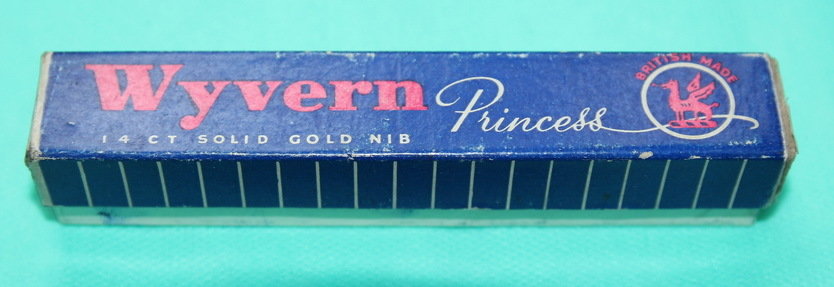 Wyvern Princess
14 CT SOLID GOLD NIB
BRITISH MADE